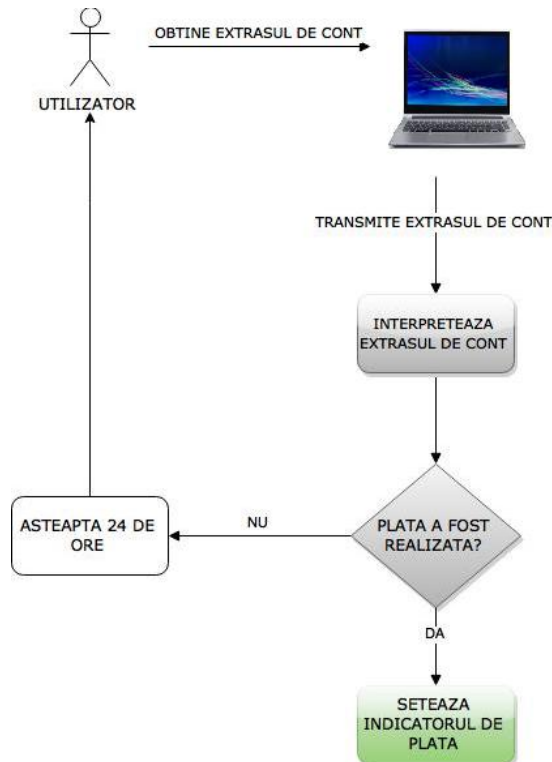 OBTINE EXTRASUL DE CONT
UTILIZATOR
TRANSMITE EXTRASUL DE CONT
INTERPRETEAZA
EXTRASUL DE CONT
PLATA A FOST
REALIZATA?
NU
ASTEAPTA 24 DE
ORE
DA
SETEAZA
INDICATORUL DE
PLATA